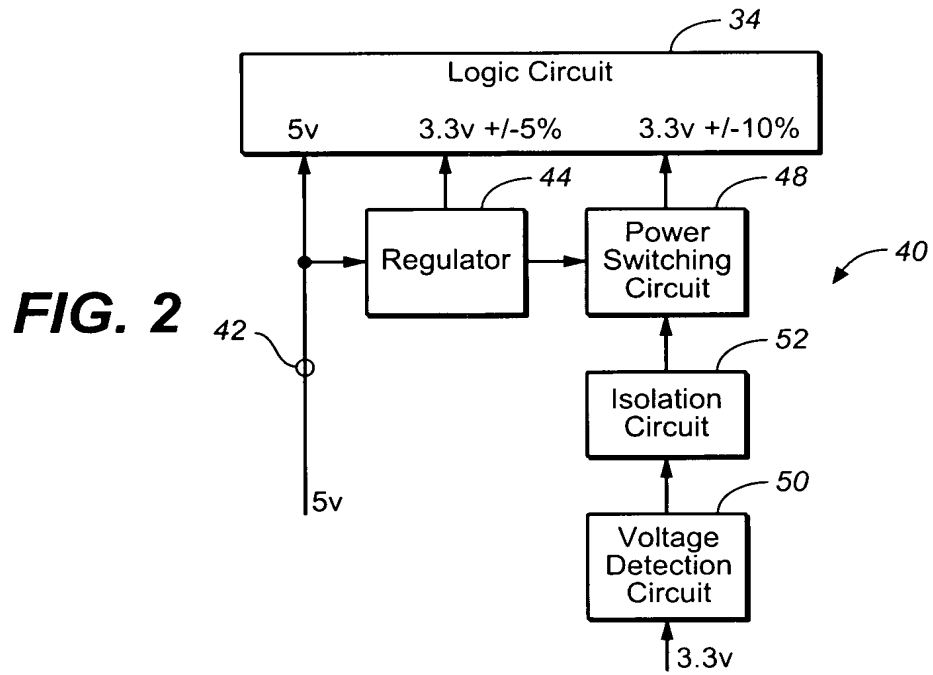 34
Logic Circuit
5v 3.3v +/-5% 3.3v +/-10%
44
48
Regulator
Power
Switching
Circuit
40
FIG. 2
42
52
Isolation
Circuit
5v
50
Voltage
Detection
Circuit
3.3v